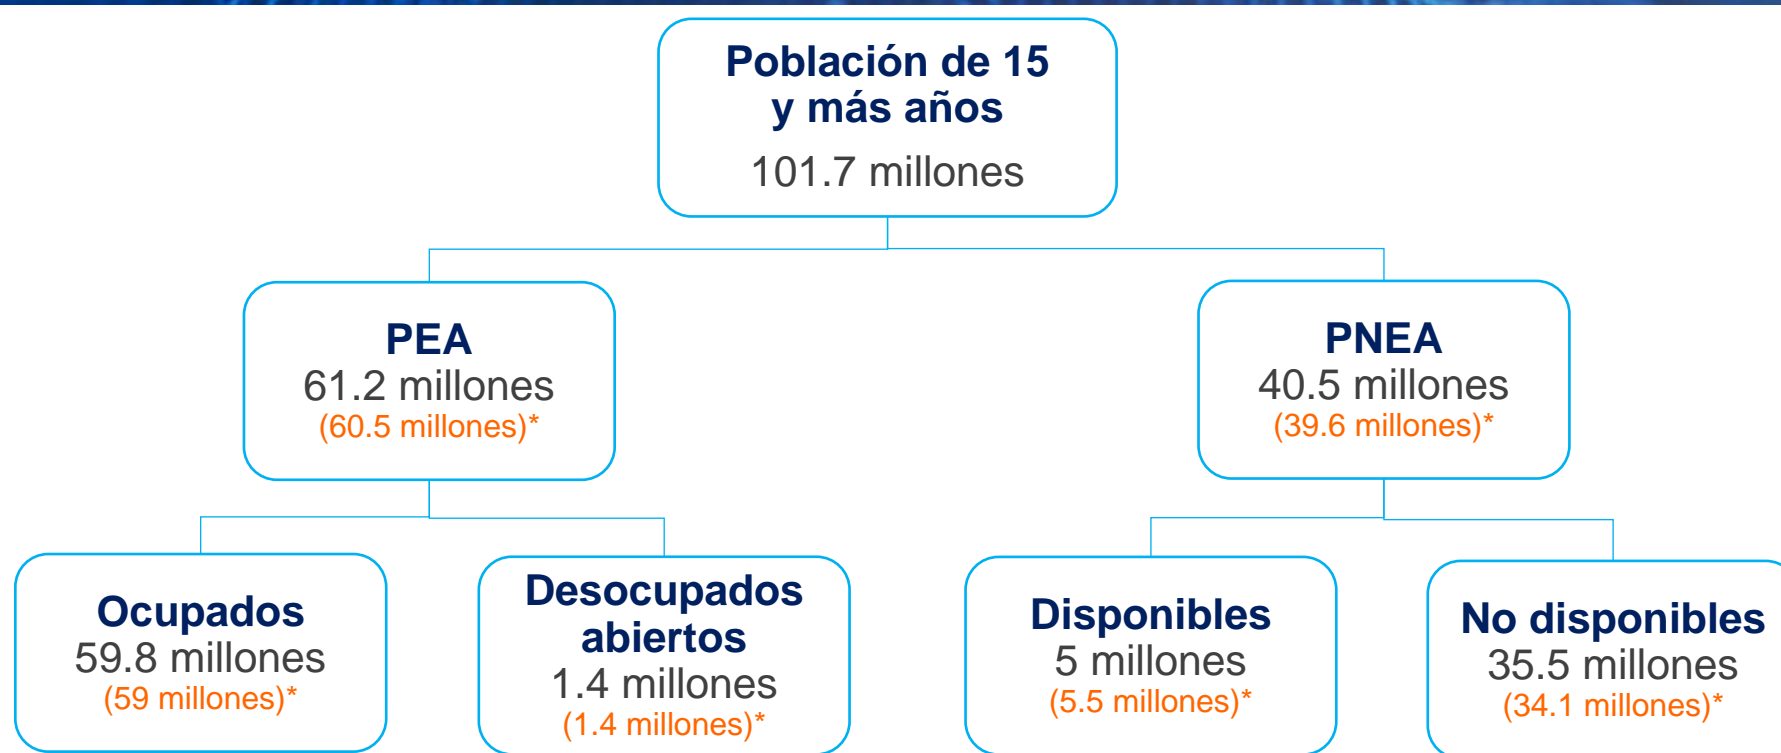 Población de 15
y más años
101.7 millones
PEA
61.2 millones
(60.5 millones)*
PNEA
40.5 millones
(39.6 millones)*
Ocupados
59.8 millones
(59 millones)*
Desocupados
abiertos
1.4 millones
(1.4 millones)*
Disponibles
5 millones
(5.5 millones)*
No disponibles
35.5 millones
(34.1 millones)*